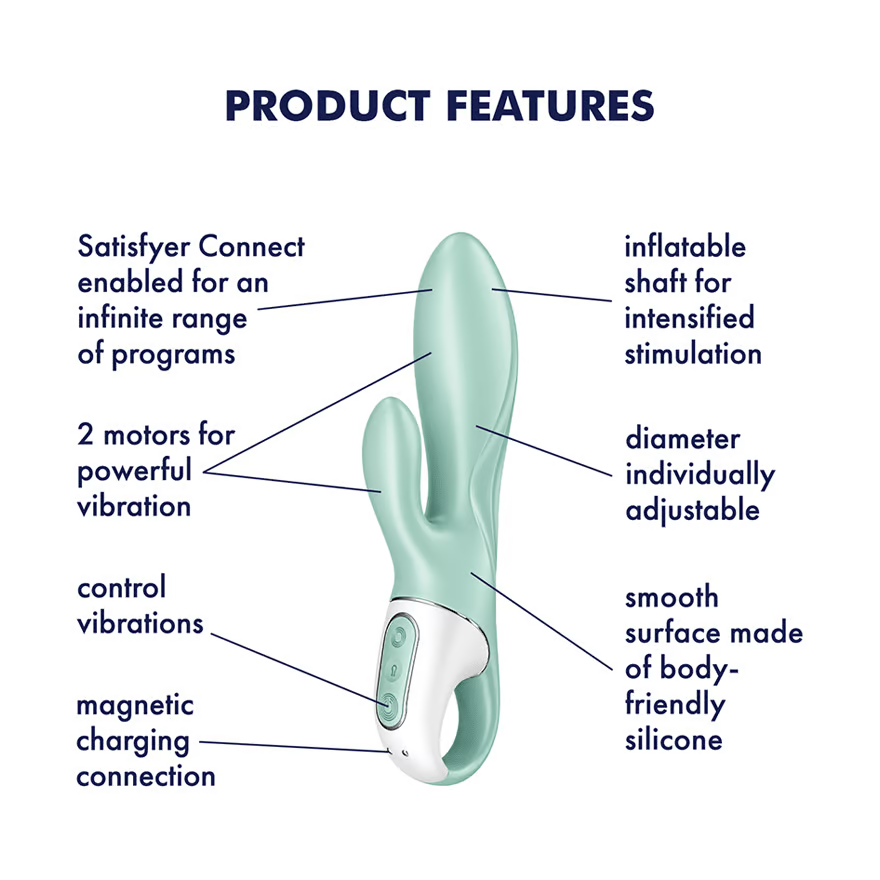 PRODUCT FEATURES
Satisfyer Connect
enabled for an
infinite range
of programs
2 motors for
powerful
vibration
control
vibrations
magnetic
charging
connection
inflatable
shaft for
intensified
stimulation
diameter
individually
adjustable
smooth
surface made
of body-
friendly
silicone